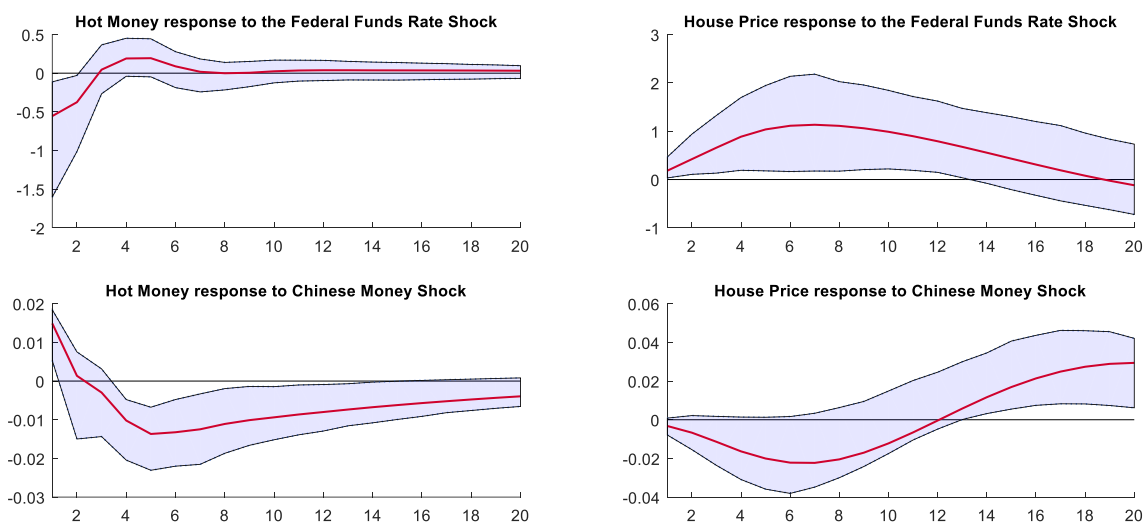 Hot Money response to the Federal Funds Rate Shock
0.5
0
-0.5
-1
-1.5
-2
2 4 6 8 10 12 14 16 18 20
House Price response to the Federal Funds Rate Shock
3
2
1
0
-1
2 4 6 8 10 12 14 16 18 20
Hot Money response to Chinese Money Shock
0.02
0.01
0
-0.01
-0.02
-0.03
2 4 6 8 10 12 14 16 18 20
House Price response to Chinese Money Shock
0.06
0.04
0.02
0
-0.02
-0.04
2 4 6 8 10 12 14 16 18 20